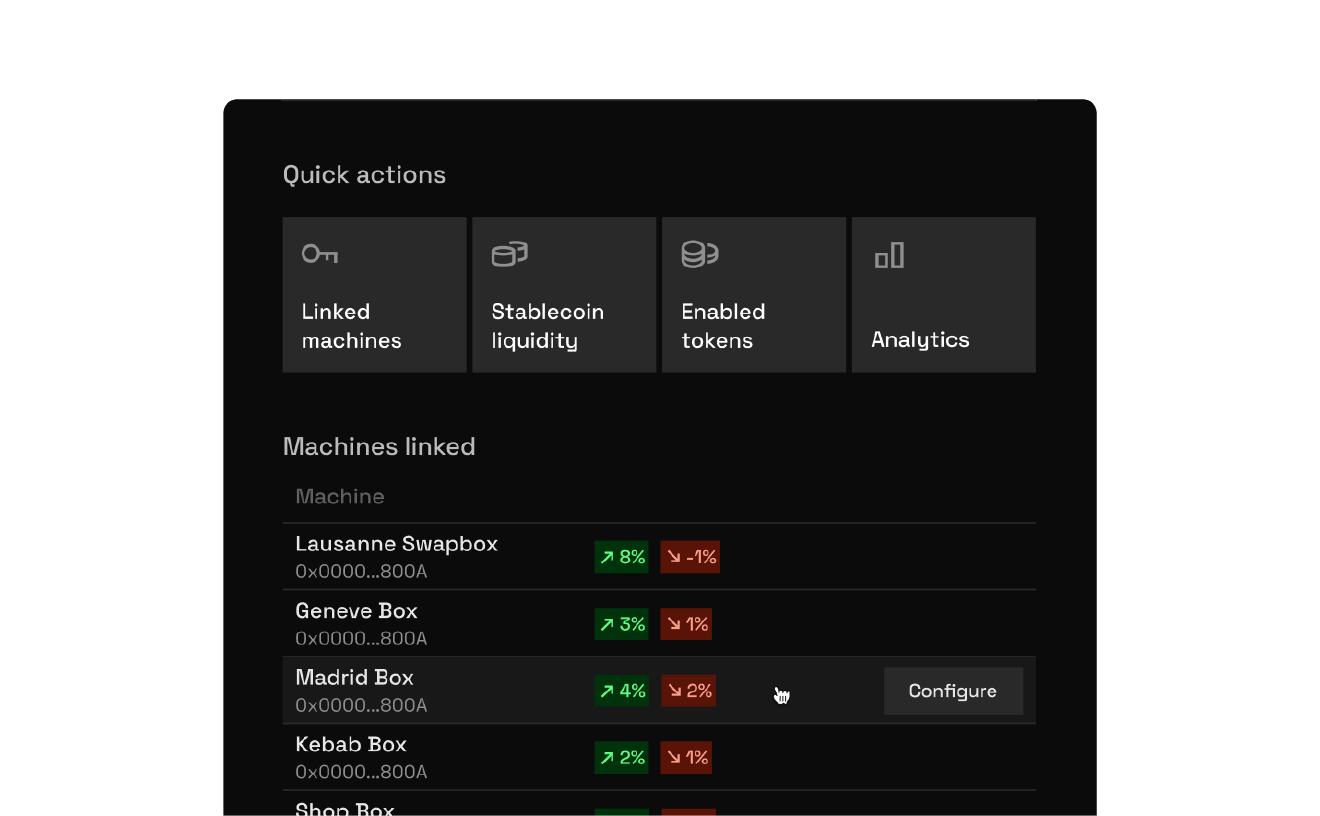 Quick actions
Linked
machines
Stablecoin
liquidity
Enabled
tokens
Analytics
Machines linked
Machine
Lausanne Swapbox
0x0000...800A
↗ 8% ↘ -1%
Geneve Box
0x0000...800A
↗ 3% ↘ 1%
Madrid Box
0x0000...800A
↗ 4% ↘ 2%
Configure
Kebab Box
0x0000...800A
↗ 2% ↘ 1%
Shop Box